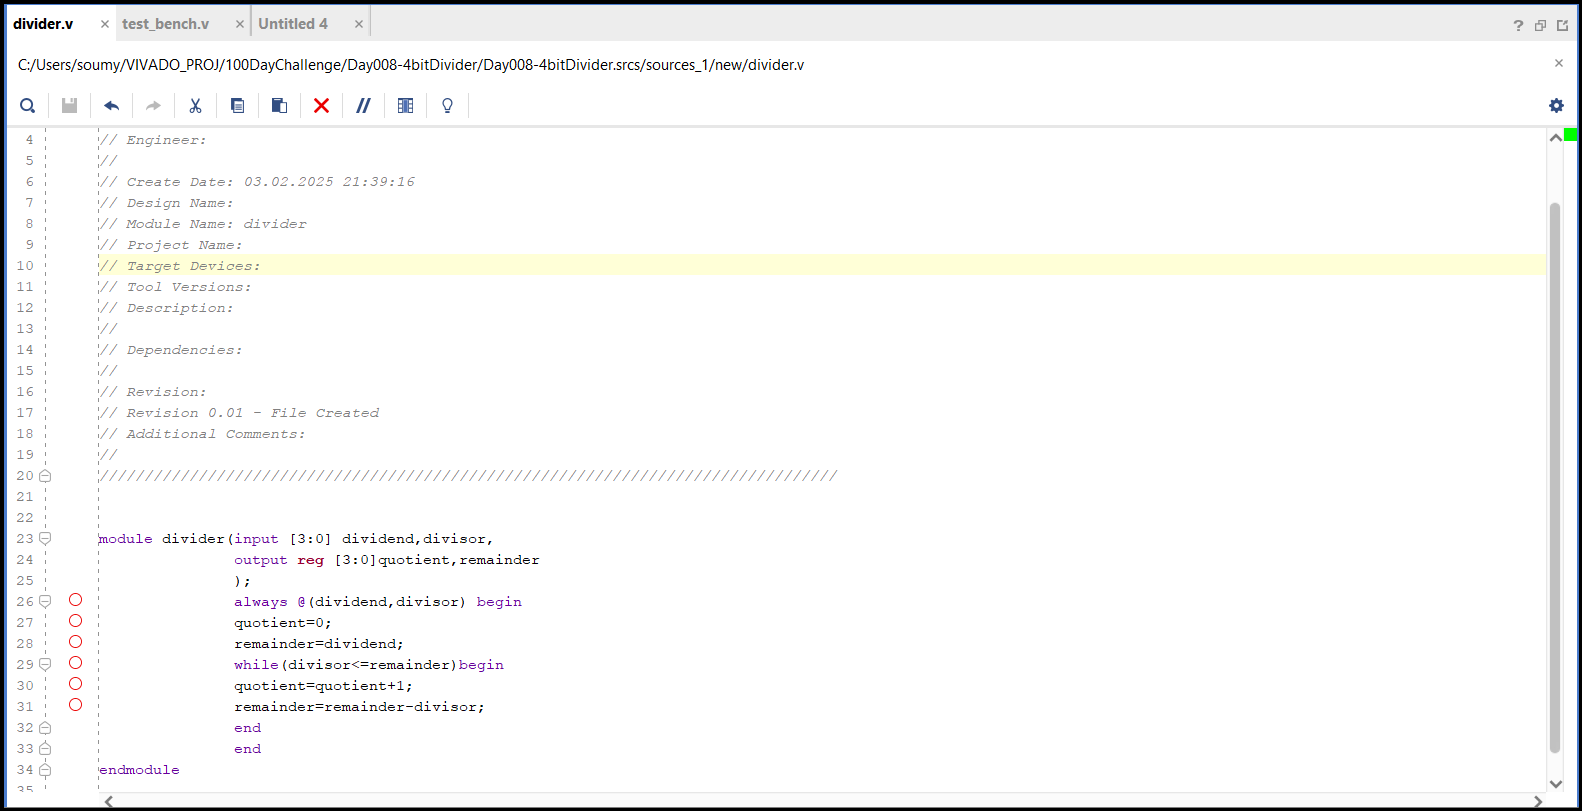 divider.v × test_bench.v × Untitled 4 ×
C:/Users/soumy/VIVADO_PROJ/100DayChallenge/Day008-4bitDivider/Day008-4bitDivider.srcs/sources_1/new/divider.v
4 // Engineer:
5 //
6 // Create Date: 03.02.2025 21:39:16
7 // Design Name:
8 // Module Name: divider
9 // Project Name:
10 // Target Devices:
11 // Tool Versions:
12 // Description:
13 //
14 // Dependencies:
15 //
16 // Revision:
17 // Revision 0.01 - File Created
18 // Additional Comments:
19 //
20 //////////////////////////////////////////////////////////////////////////////////
21
22
23 module divider(input [3:0] dividend,divisor,
24 output reg [3:0]quotient,remainder
25 );
26 always @(dividend,divisor) begin
27 quotient=0;
28 remainder=dividend;
29 while(divisor<=remainder)begin
30 quotient=quotient+1;
31 remainder=remainder-divisor;
32 end
33 end
34 endmodule
35